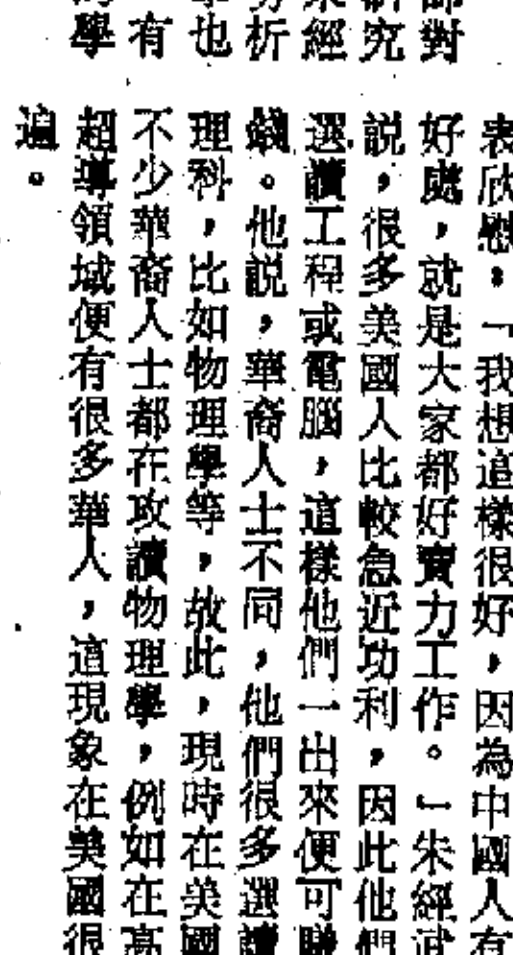 對
究
經
析
也
有
學
表欣慰。「我想這樣很好，因為中國人有
好處，就是大家都好賣力工作。」朱經武
説，很多美國人比較急近功利，因此他們
選讀工程或電腦，這樣他們一出來便可賺
錢。他説，華裔人士不同，他們很多選讀
理科，比如物理學等，故此，現時在美國
不少華裔人士都在攻讀物理學，例如在高
超導領域便有很多華人，這現象在美國很
遍。